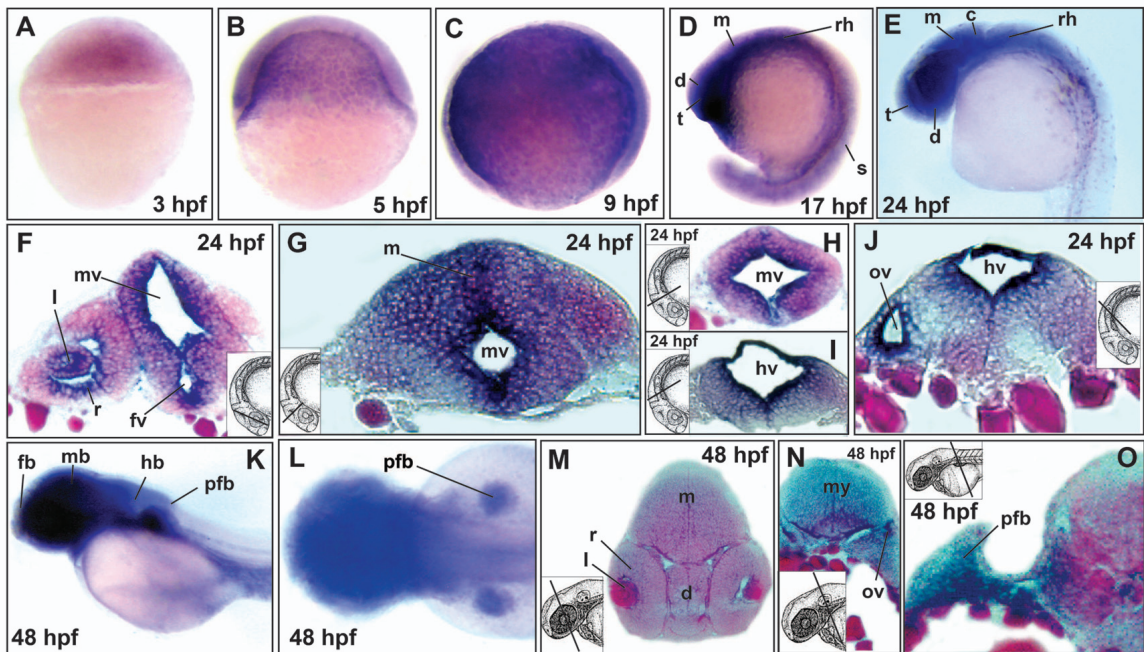 A
3 hpf
B
5 hpf
C
9 hpf
D
m
rh
d
t
s
17 hpf
E
m
c
rh
t
d
24 hpf
F
24 hpf
mv
l
r
fv
G
24 hpf
m
mv
24 hpf
H
mv
24 hpf
I
hv
J
24 hpf
ov
hv
K
fb
mb
hb
pfb
48 hpf
L
pfb
M
48 hpf
m
r
l
d
N
48 hpf
my
ov
O
48 hpf
pfb